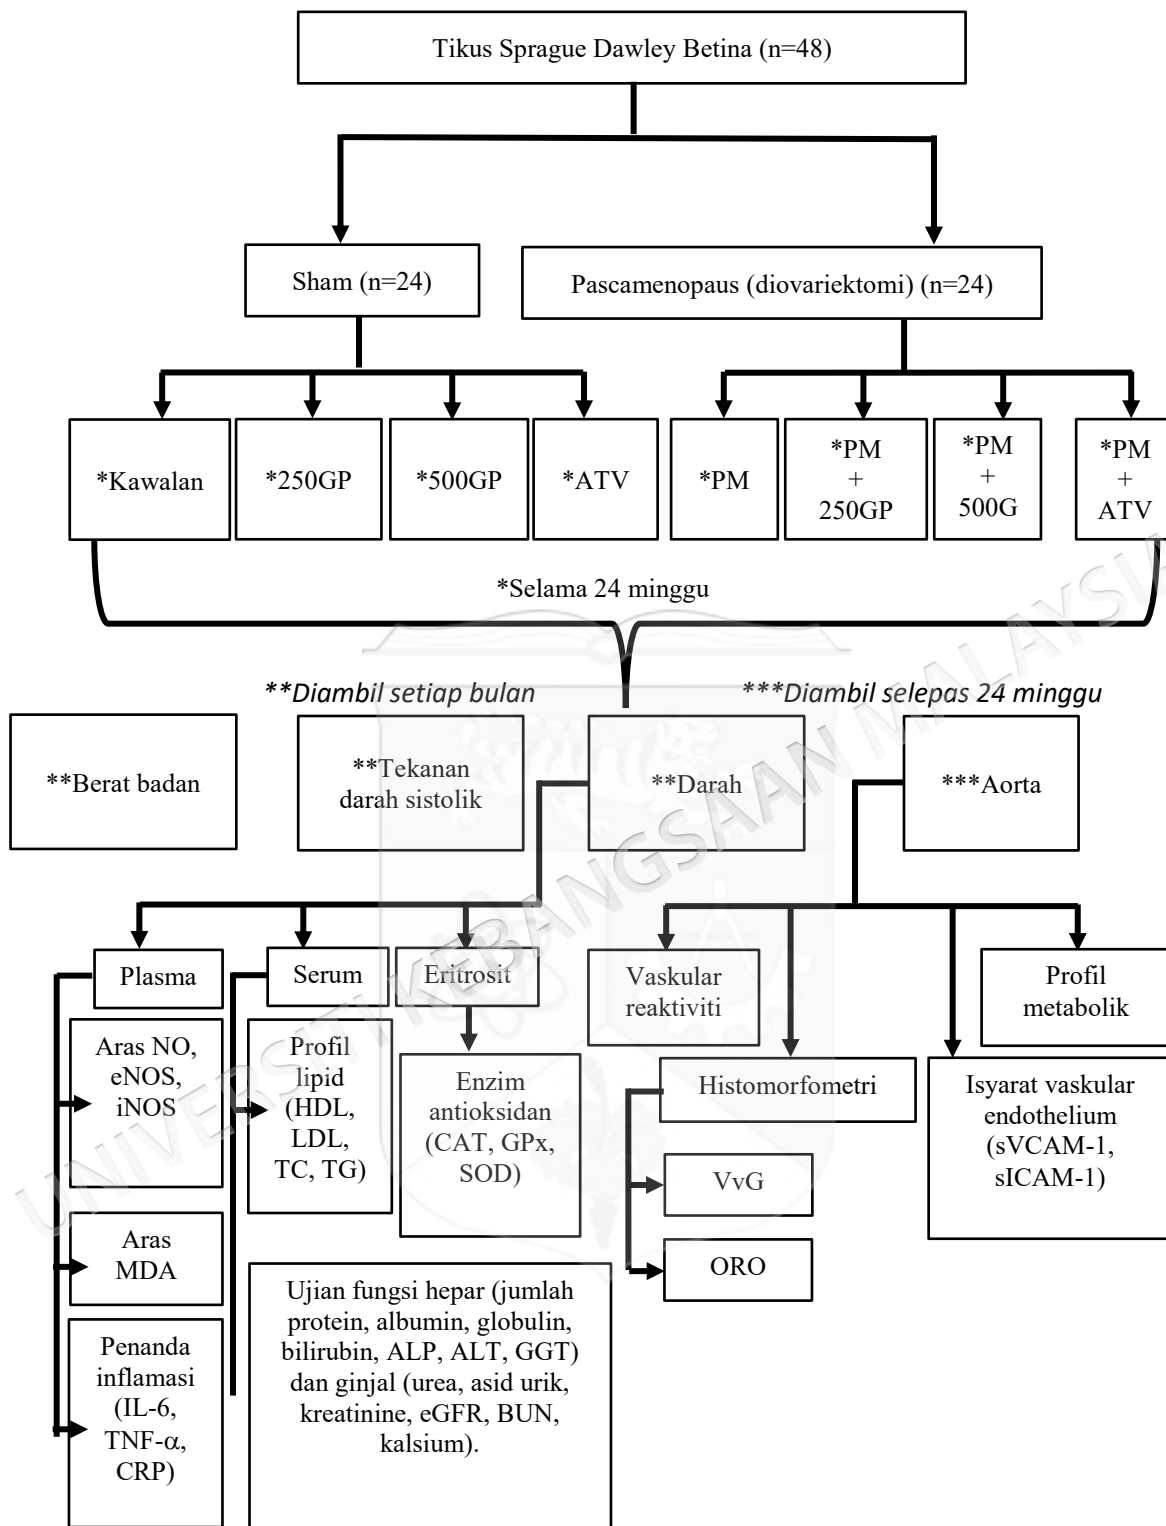 Tikus Sprague Dawley Betina (n=48)
Sham (n=24)
Pascamenopaus (diovariektomi) (n=24)
*Kawalan
*250GP
*500GP
*ATV
*PM
*PM
+
250GP
*PM
+
500G
*PM
+
ATV
*Selama 24 minggu
**Diambil setiap bulan
***Diambil selepas 24 minggu
**Berat badan
**Tekanan
darah sistolik
**Darah
***Aorta
Plasma
Serum
Eritrosit
Vaskular
reaktiviti
Profil
metabolik
Aras NO,
eNOS,
iNOS
Profil
lipid
(HDL,
LDL,
TC, TG)
Enzim
antioksidan
(CAT, GPx,
SOD)
Histomorfometri
Isyarat vaskular
endothelium
(sVCAM-1,
sICAM-1)
VvG
ORO
Aras
MDA
Penanda
inflamasi
(IL-6,
TNF-α,
CRP)
Ujian fungsi hepar (jumlah
protein, albumin, globulin,
bilirubin, ALP, ALT, GGT)
dan ginjal (urea, asid urik,
kreatinine, eGFR, BUN,
kalsium).
UNIVERSITI KEBANGSAAN MALAYSIA